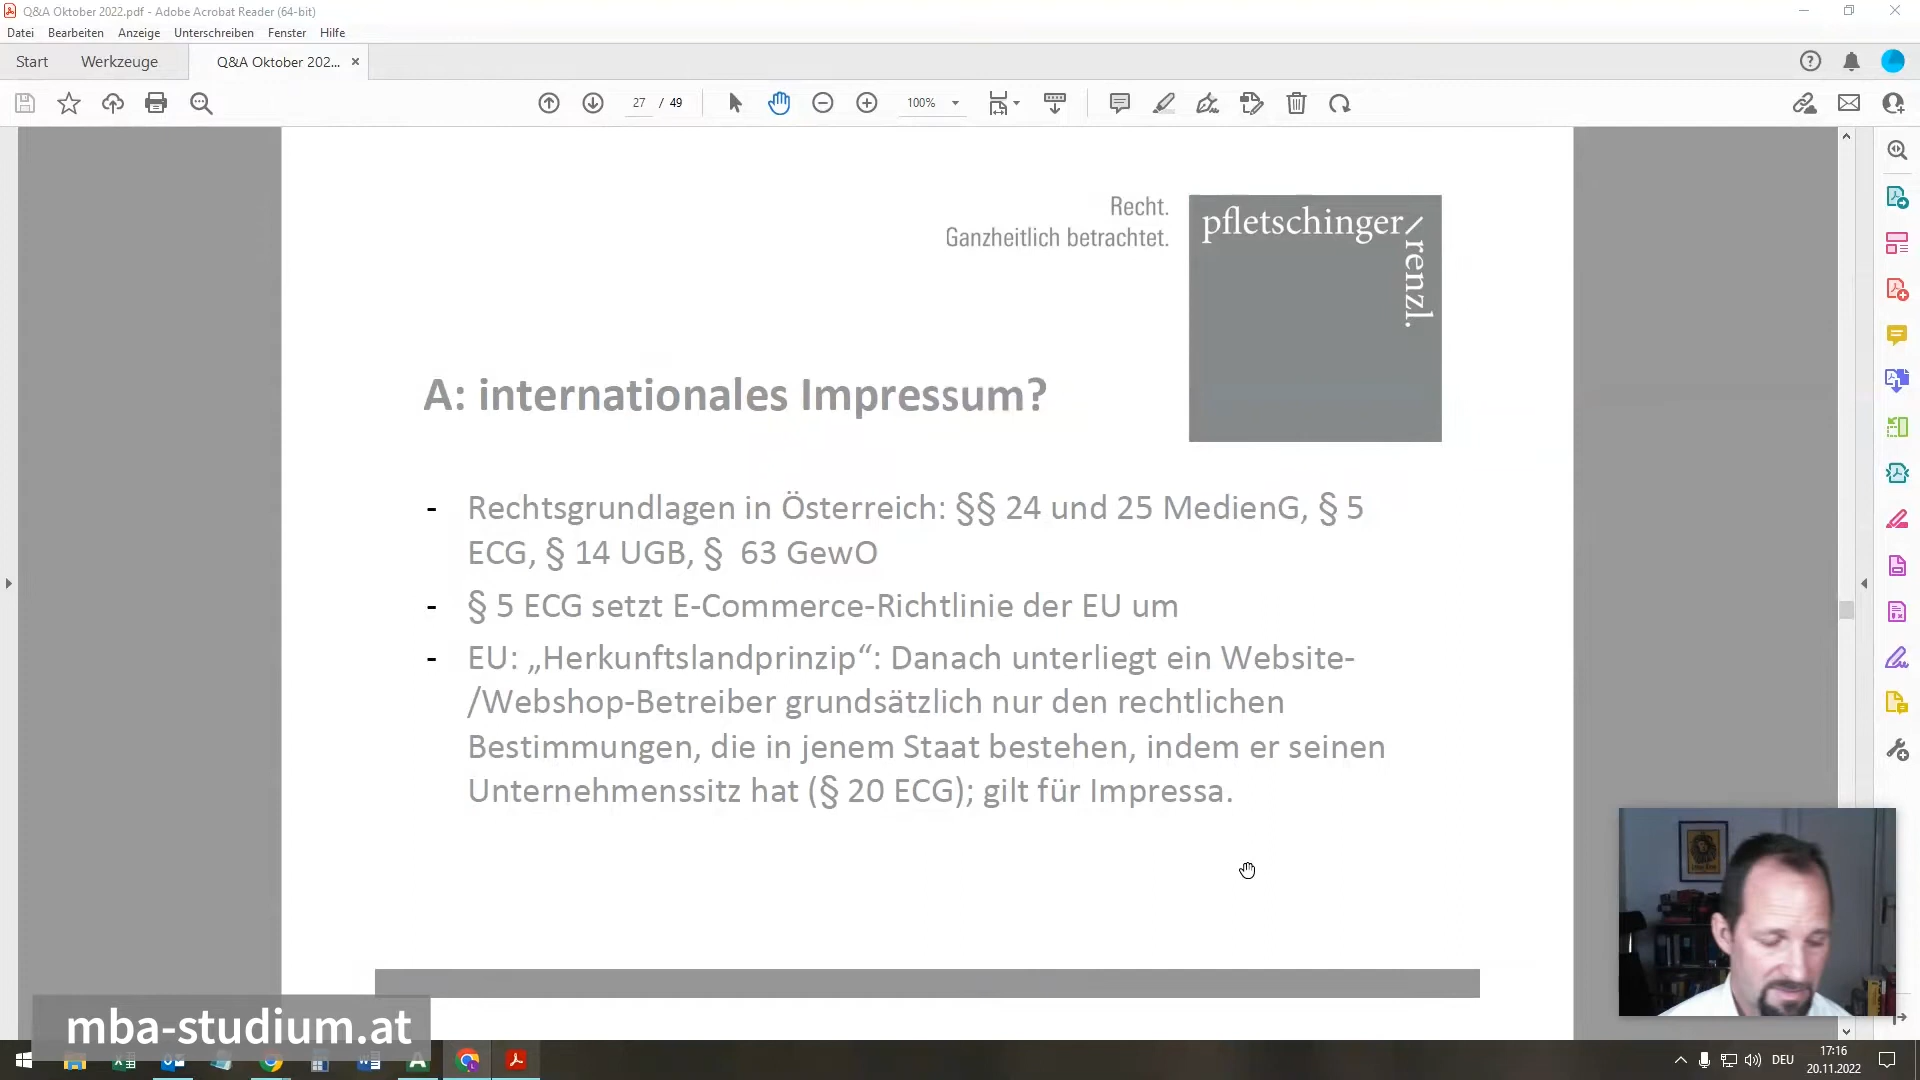 Q&A Oktober 2022.pdf - Adobe Acrobat Reader (64-bit)
Datei Bearbeiten Anzeige Unterschreiben Fenster Hilfe
Start Werkzeuge Q&A Oktober 202... ×
27 / 49 100%
Recht.
Ganzheitlich betrachtet.
pfletschinger/
renzl.
A: internationales Impressum?
- Rechtsgrundlagen in Österreich: §§ 24 und 25 MedienG, § 5
ECG, § 14 UGB, § 63 GewO
- § 5 ECG setzt E-Commerce-Richtlinie der EU um
- EU: „Herkunftslandprinzip“: Danach unterliegt ein Website-
/Webshop-Betreiber grundsätzlich nur den rechtlichen
Bestimmungen, die in jenem Staat bestehen, indem er seinen
Unternehmenssitz hat (§ 20 ECG); gilt für Impressa.
mba-studium.at
DEU
17:16
20.11.2022